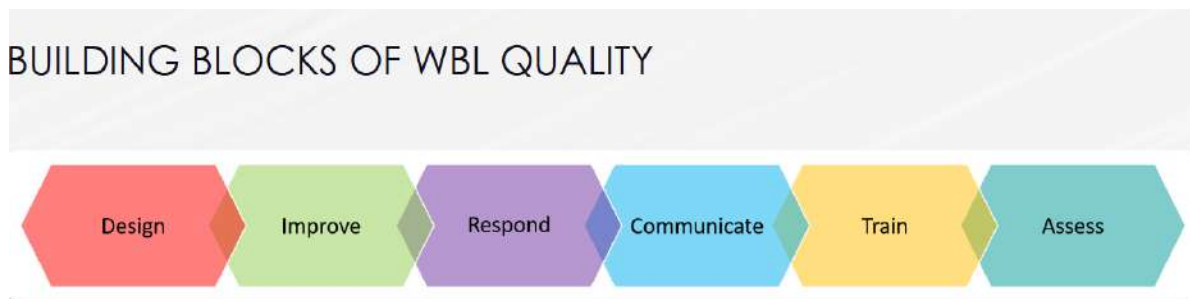 BUILDING BLOCKS OF WBL QUALITY
Design Improve Respond Communicate Train Assess